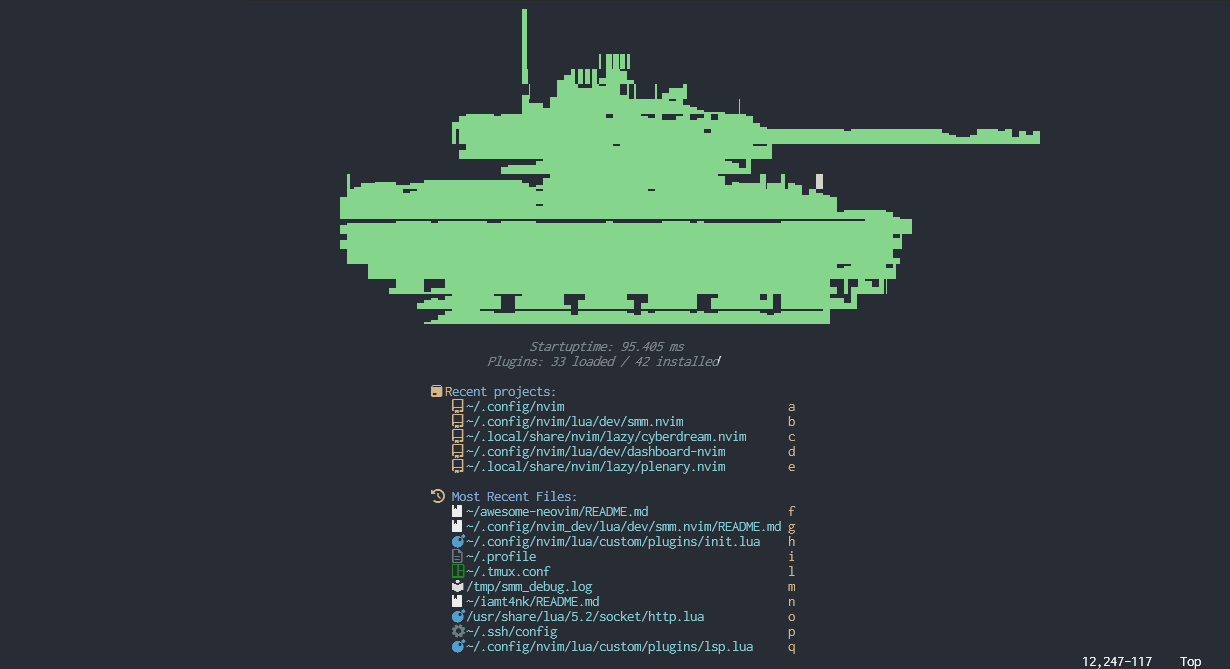 Startuptime: 95.405 ms
Plugins: 33 loaded / 42 installed
Recent projects:
~/.config/nvim a
~/.config/nvim/lua/dev/smm.nvim b
~/.local/share/nvim/lazy/cyberdream.nvim c
~/.config/nvim/lua/dev/dashboard-nvim d
~/.local/share/nvim/lazy/plenary.nvim e
Most Recent Files:
~/awesome-neovim/README.md f
~/.config/nvim_dev/lua/dev/smm.nvim/README.md g
~/.config/nvim/lua/custom/plugins/init.lua h
~/.profile i
~/.tmux.conf l
/tmp/smm_debug.log m
~/iamt4nk/README.md n
/usr/share/lua/5.2/socket/http.lua o
~/.ssh/config p
~/.config/nvim/lua/custom/plugins/lsp.lua q
12,247-117 Top